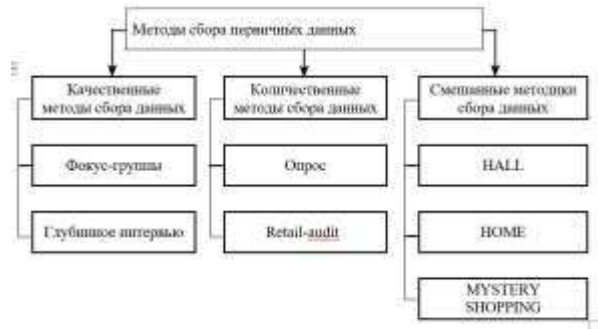 Методы сбора первичных данных
Качественные
методы сбора данных
Фокус-группы
Глубинное интервью
Количественные
методы сбора данных
Опрос
Retail-audit
Смешанные методики
сбора данных
HALL
HOME
MYSTERY
SHOPPING